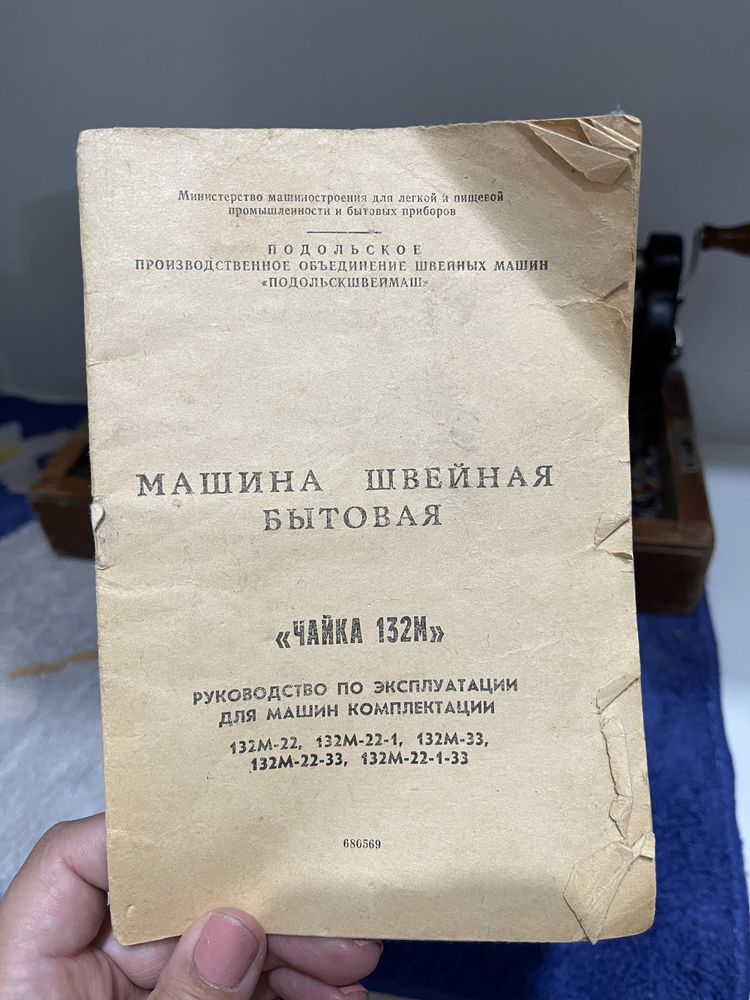 Министерство машиностроения для легкой и пищевой
промышленности и бытовых приборов
ПОДОЛЬСКОЕ
ПРОИЗВОДСТВЕННОЕ ОБЪЕДИНЕНИЕ ШВЕЙНЫХ МАШИН
«ПОДОЛЬСКШВЕЙМАШ»
МАШИНА ШВЕЙНАЯ
БЫТОВАЯ
«ЧАЙКА 132М»
РУКОВОДСТВО ПО ЭКСПЛУАТАЦИИ
ДЛЯ МАШИН КОМПЛЕКТАЦИИ
132М-22, 132М-22-1, 132М-33,
132М-22-33, 132М-22-1-33
680569